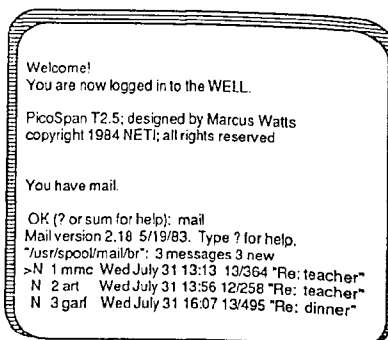 Welcome!
You are now logged in to the WELL.
PicoSpan T2.5; designed by Marcus Watts
copyright 1984 NETI; all rights reserved
You have mail.
OK (? or sum for help): mail
Mail version 2.18 5/19/83. Type ? for help.
"/usr/spool/mail/br": 3 messages 3 new
>N 1 mmc Wed July 31 13:13 13/364 "Re: teacher"
N 2 art Wed July 31 13:56 12/258 "Re: teacher"
N 3 garf Wed July 31 16:07 13/495 "Re: dinner"